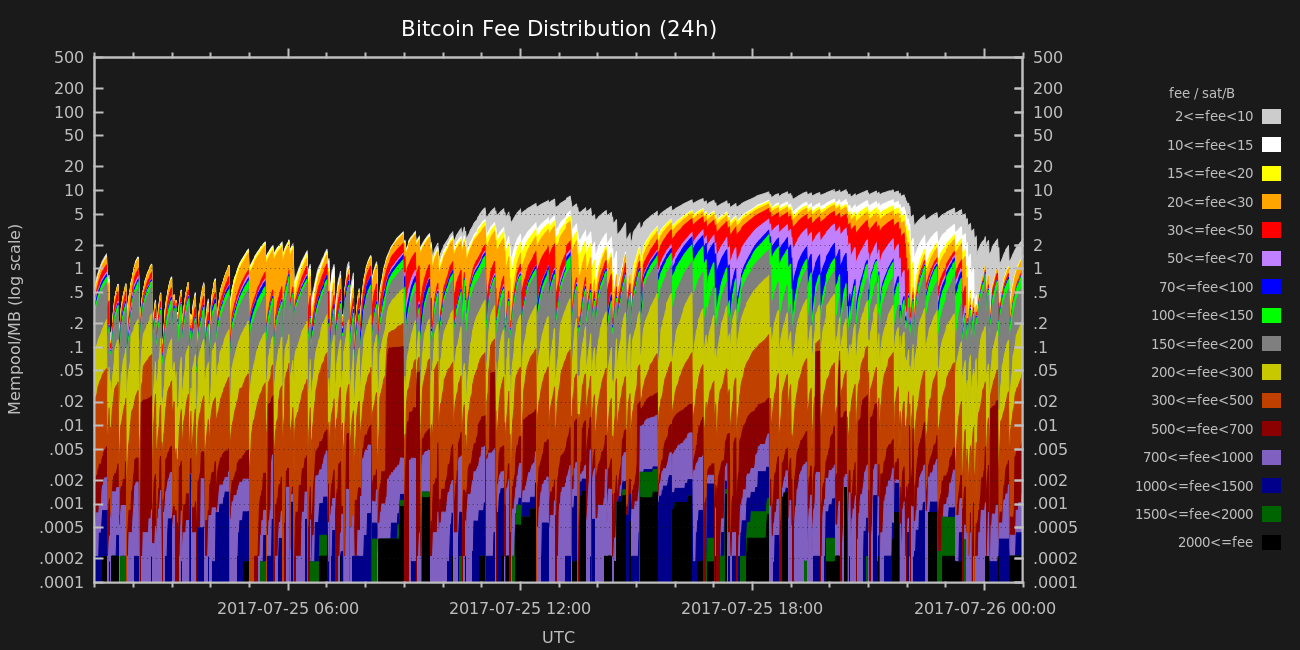 Bitcoin Fee Distribution (24h)
Mempool/MB (log scale)
500
200
100
50
20
10
5
2
1
.5
.2
.1
.05
.02
.01
.005
.002
.001
.0005
.0002
.0001
500
200
100
50
20
10
5
2
1
.5
.2
.1
.05
.02
.01
.005
.002
.001
.0005
.0002
.0001
2017-07-25 06:00
2017-07-25 12:00
2017-07-25 18:00
2017-07-26 00:00
UTC
fee / sat/B
2<=fee<10
10<=fee<15
15<=fee<20
20<=fee<30
30<=fee<50
50<=fee<70
70<=fee<100
100<=fee<150
150<=fee<200
200<=fee<300
300<=fee<500
500<=fee<700
700<=fee<1000
1000<=fee<1500
1500<=fee<2000
2000<=fee